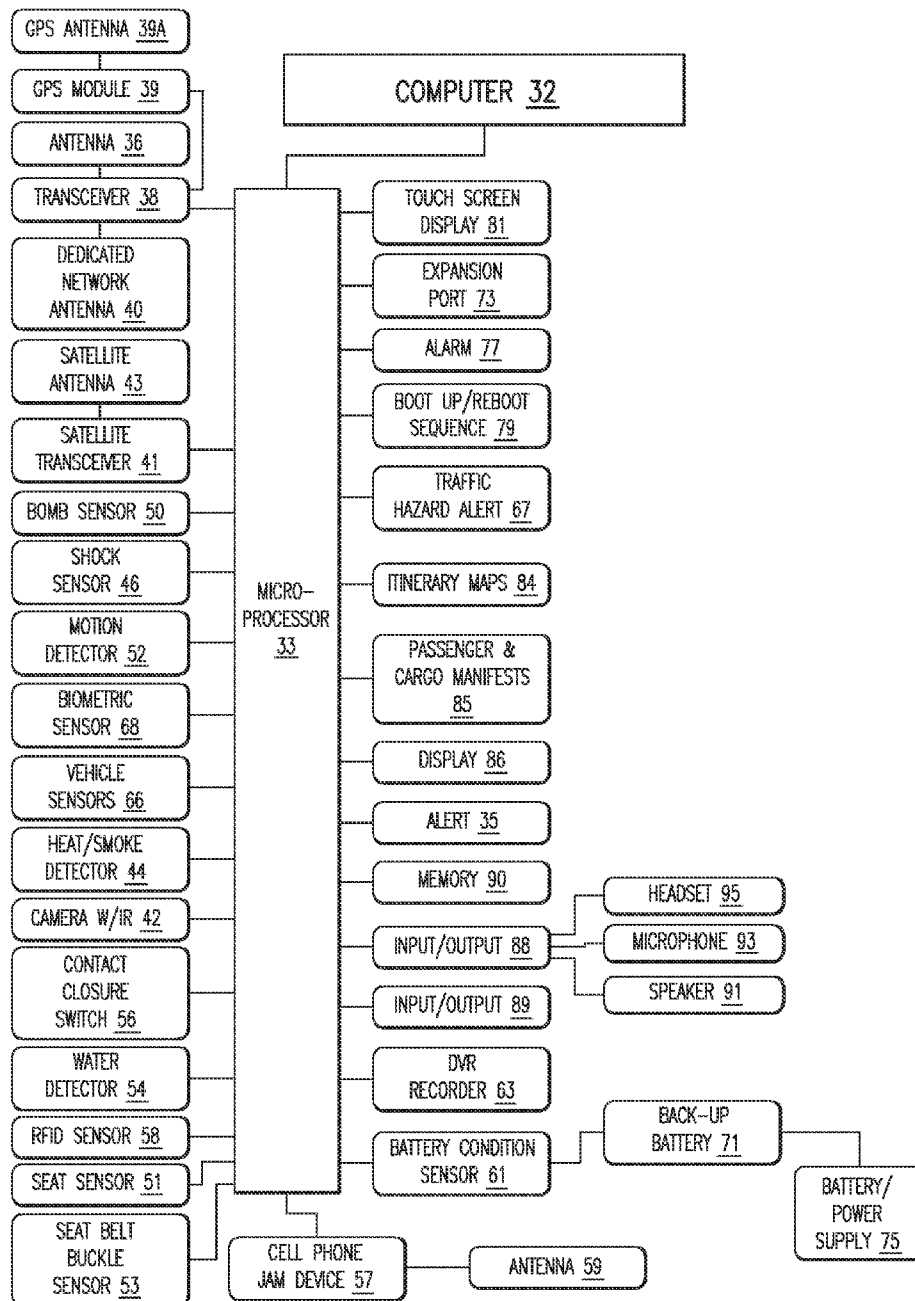 GPS ANTENNA 39A
GPS MODULE 39
ANTENNA 36
TRANSCEIVER 38
DEDICATED
NETWORK
ANTENNA 40
SATELLITE
ANTENNA 43
SATELLITE
TRANSCEIVER 41
BOMB SENSOR 50
SHOCK
SENSOR 46
MOTION
DETECTOR 52
BIOMETRIC
SENSOR 68
VEHICLE
SENSORS 66
HEAT/SMOKE
DETECTOR 44
CAMERA W/IR 42
CONTACT
CLOSURE
SWITCH 56
WATER
DETECTOR 54
RFID SENSOR 58
SEAT SENSOR 51
SEAT BELT
BUCKLE
SENSOR 53
COMPUTER 32
MICRO-
PROCESSOR
33
TOUCH SCREEN
DISPLAY 81
EXPANSION
PORT 73
ALARM 77
BOOT UP/REBOOT
SEQUENCE 79
TRAFFIC
HAZARD ALERT 67
ITINERARY MAPS 84
PASSENGER &
CARGO MANIFESTS
85
DISPLAY 86
ALERT 35
MEMORY 90
INPUT/OUTPUT 88
HEADSET 95
MICROPHONE 93
SPEAKER 91
INPUT/OUTPUT 89
DVR
RECORDER 63
BATTERY CONDITION
SENSOR 61
BACK-UP
BATTERY 71
BATTERY/
POWER
SUPPLY 75
CELL PHONE
JAM DEVICE 57
ANTENNA 59